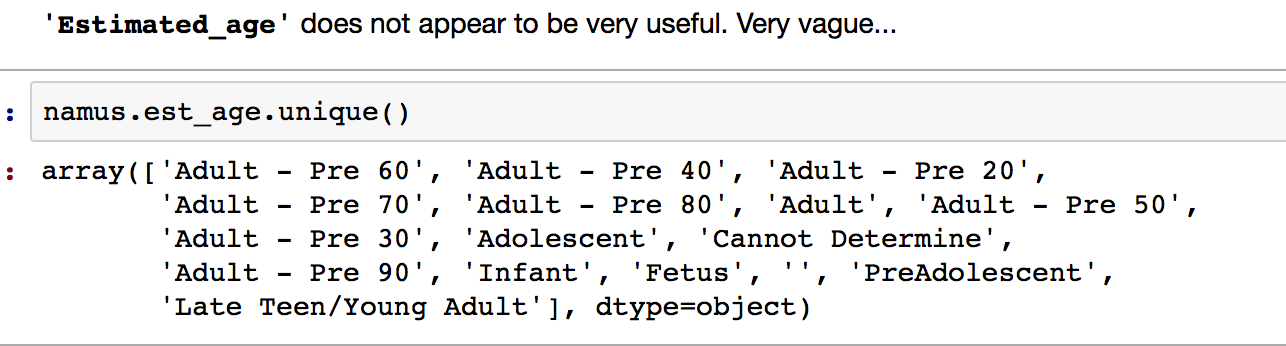 'Estimated_age' does not appear to be very useful. Very vague...
: namus.est_age.unique()
: array(['Adult - Pre 60', 'Adult - Pre 40', 'Adult - Pre 20',
'Adult - Pre 70', 'Adult - Pre 80', 'Adult', 'Adult - Pre 50',
'Adult - Pre 30', 'Adolescent', 'Cannot Determine',
'Adult - Pre 90', 'Infant', 'Fetus', '', 'PreAdolescent',
'Late Teen/Young Adult'], dtype=object)